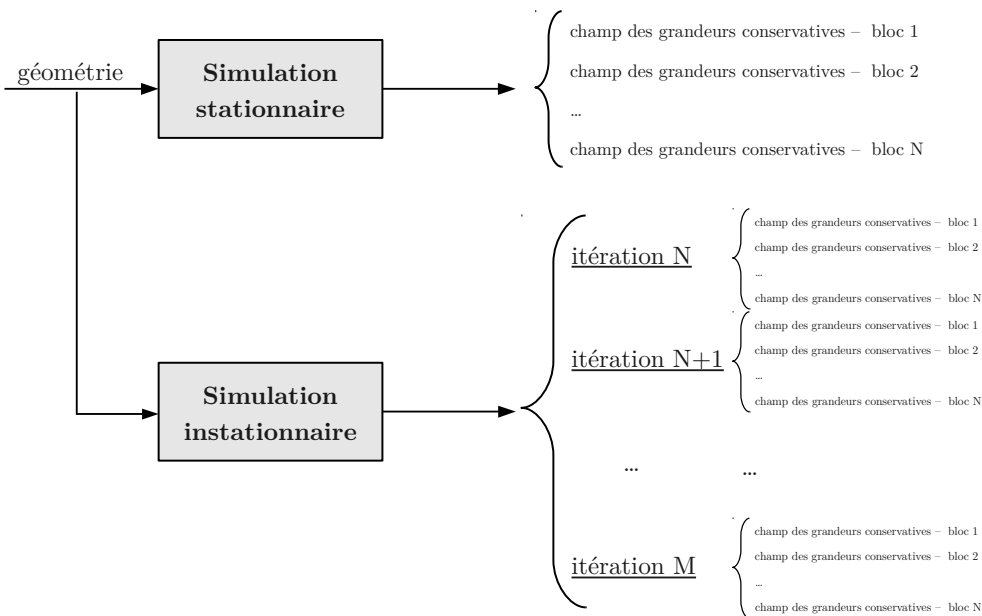 géométrie
Simulation
stationnaire
champ des grandeurs conservatives – bloc 1
champ des grandeurs conservatives – bloc 2
...
champ des grandeurs conservatives – bloc N
Simulation
instationnaire
itération N
champ des grandeurs conservatives – bloc 1
champ des grandeurs conservatives – bloc 2
...
champ des grandeurs conservatives – bloc N
itération N+1
champ des grandeurs conservatives – bloc 1
champ des grandeurs conservatives – bloc 2
...
champ des grandeurs conservatives – bloc N
... ...
itération M
champ des grandeurs conservatives – bloc 1
champ des grandeurs conservatives – bloc 2
...
champ des grandeurs conservatives – bloc N